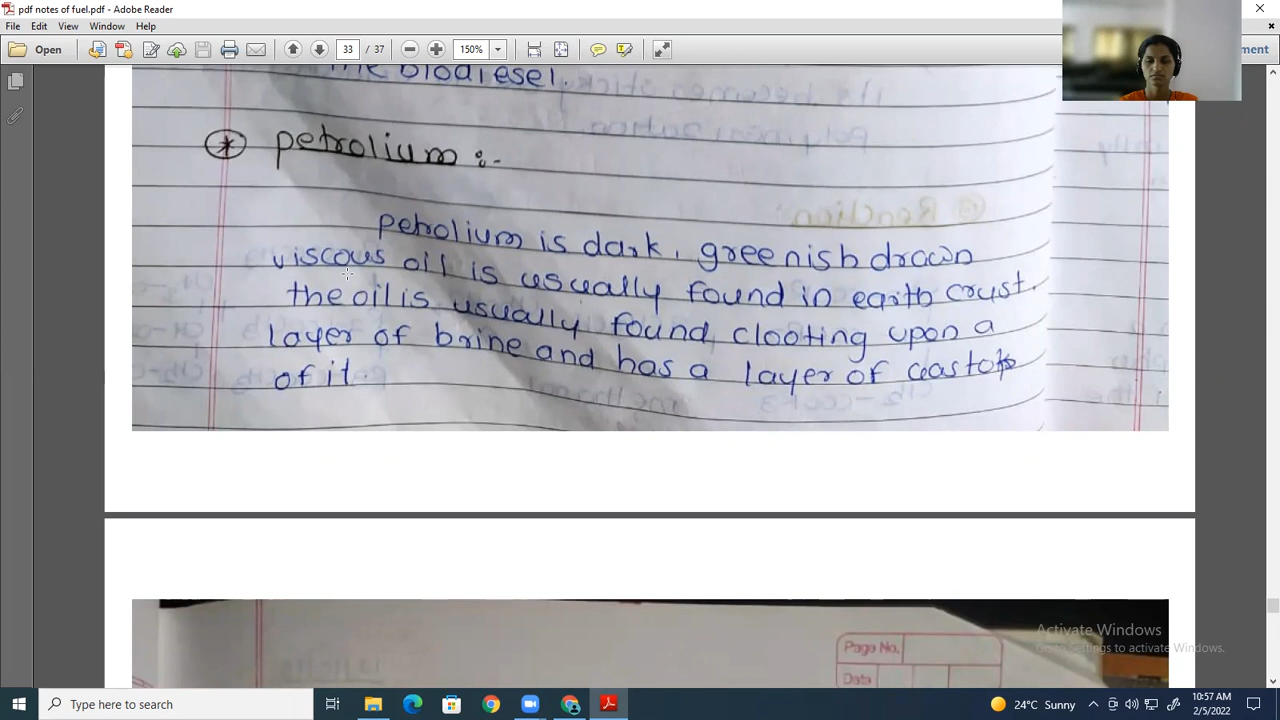 pdf notes of fuel.pdf - Adobe Reader
File Edit View Window Help
Open 33 / 37 150% ment
the biodiesel.
* petrolium :-
petrolium is dark, greenish drawn
viscous oil is usually found in earth crust.
the oil is usually found clooting upon a
layer of brine and has a layer of
of it.
Page No.
Data
Activate Windows
Go to Settings to activate Windows.
Type here to search
24°C Sunny
10:57 AM
2/5/2022